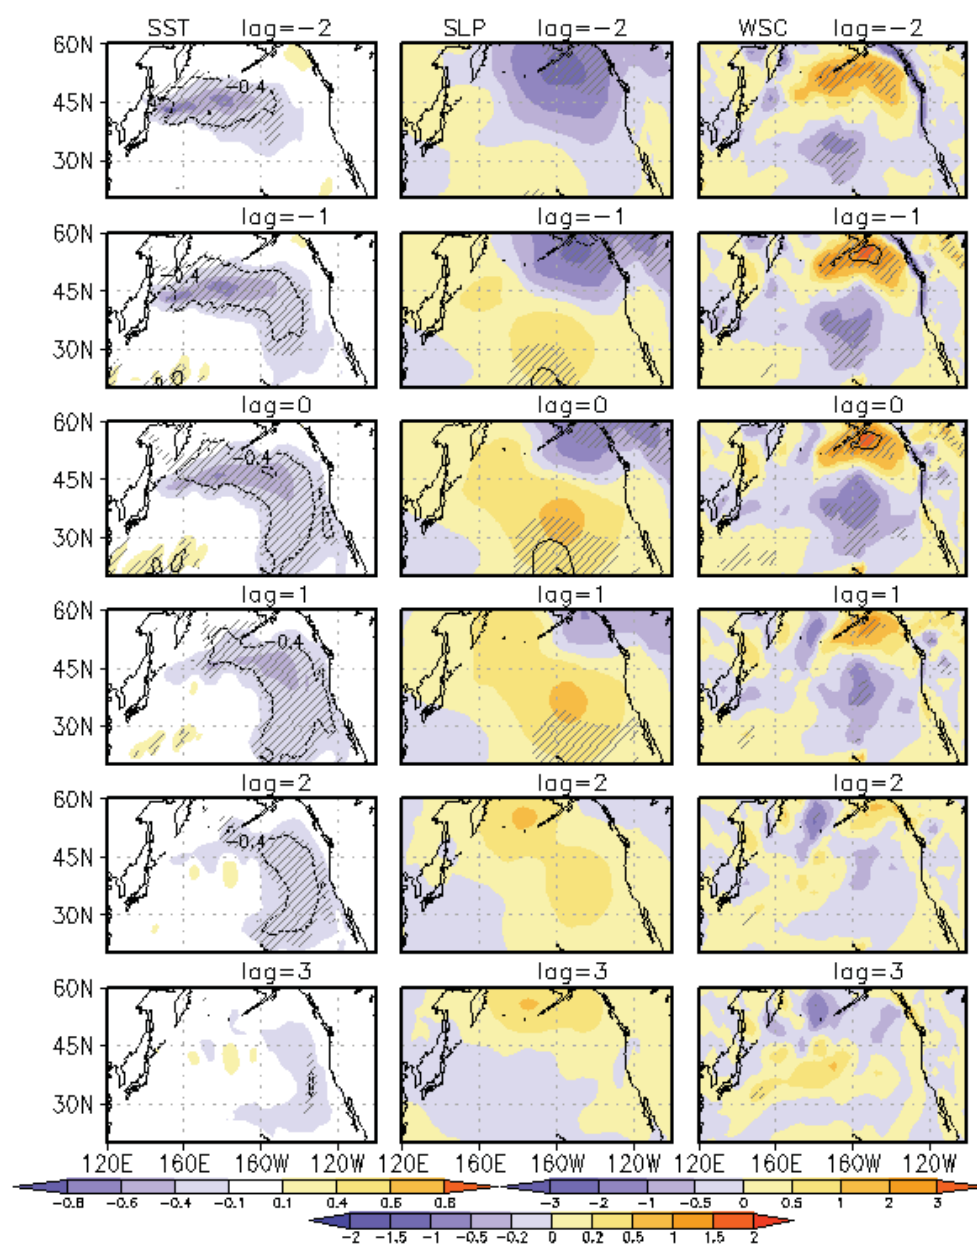 SST lag=-2 SLP lag=-2 WSC lag=-2
60N
-0.4
45N
30N
lag=-1 lag=-1 lag=-1
60N
-0.4
45N
30N
0.0
lag=0 lag=0 lag=0
60N
-0.4
45N
30N
0.0
lag=1 lag=1 lag=1
60N
-0.4
45N
30N
lag=2 lag=2 lag=2
60N
-0.4
45N
30N
lag=3 lag=3 lag=3
60N
45N
30N
120E 160E 160W 120W 120E 160E 160W 120W 120E 160E 160W 120W
-0.8 -0.6 -0.4 -0.1 0.1 0.4 0.6 0.8 -3 -2 -1 -0.5 0 0.5 1 2 3
-2 -1.5 -1 -0.5 -0.2 0 0.2 0.5 1 1.5 2